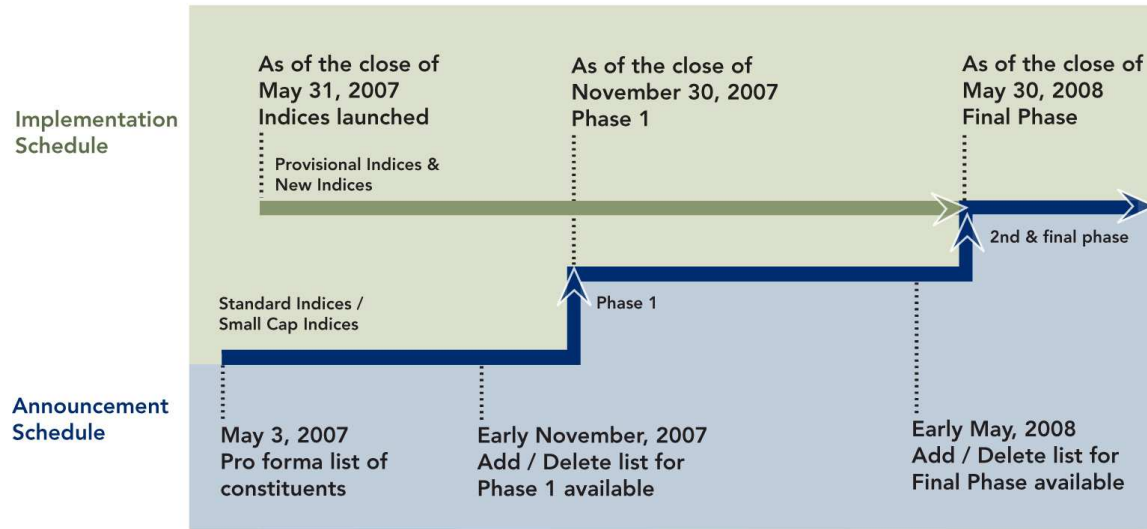 Implementation
Schedule
As of the close of
May 31, 2007
Indices launched
As of the close of
November 30, 2007
Phase 1
As of the close of
May 30, 2008
Final Phase
Provisional Indices &
New Indices
2nd & final phase
Standard Indices /
Small Cap Indices
Phase 1
Announcement
Schedule
May 3, 2007
Pro forma list of
constituents
Early November, 2007
Add / Delete list for
Phase 1 available
Early May, 2008
Add / Delete list for
Final Phase available